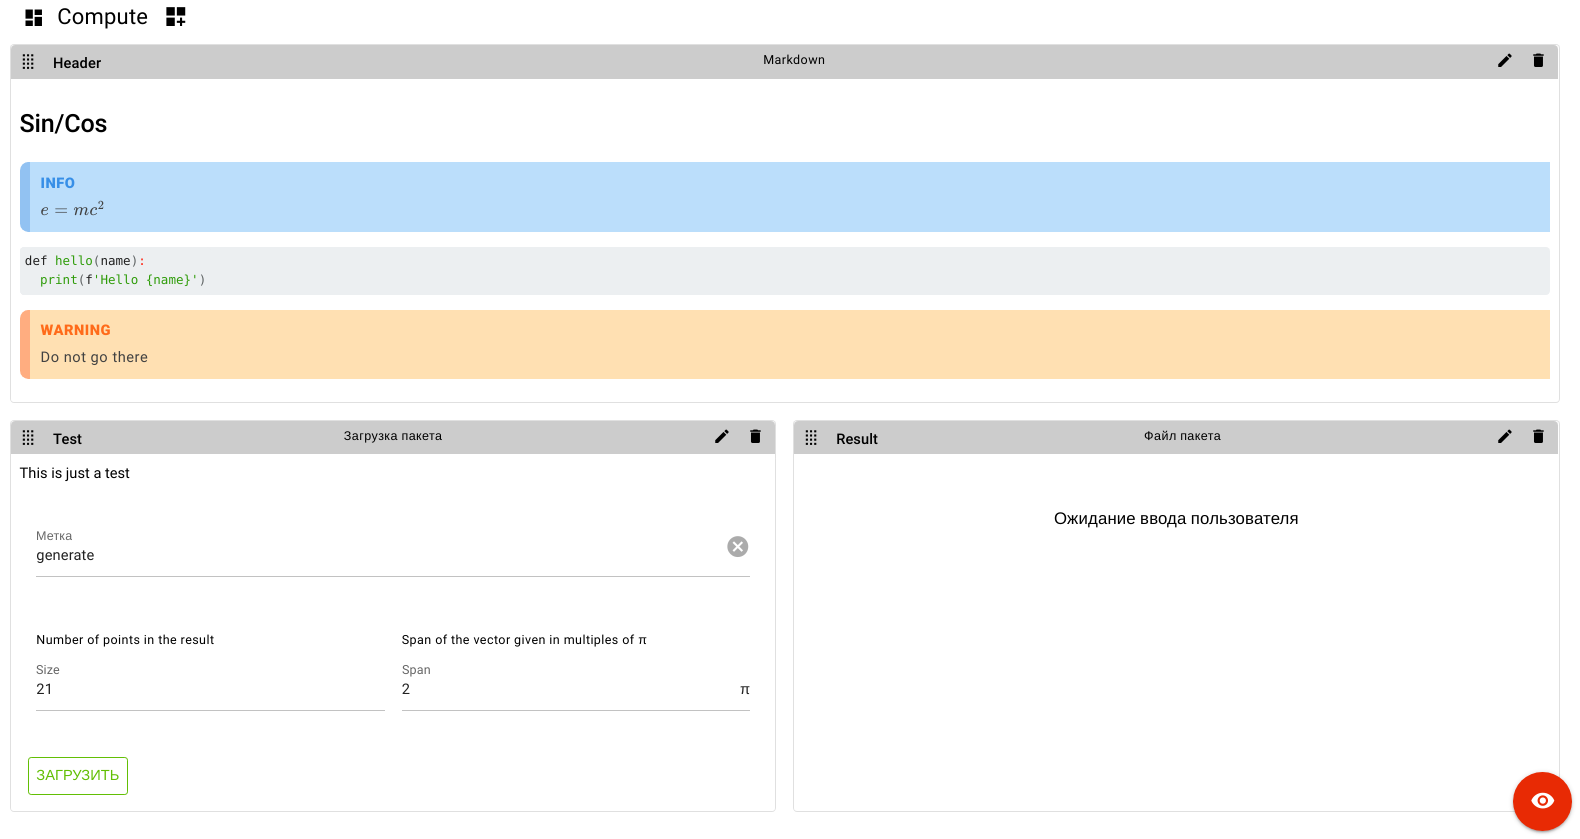 Compute
Header
Markdown
Sin/Cos
INFO
e = mc²
def hello(name):
print(f'Hello {name}')
WARNING
Do not go there
Test
Загрузка пакета
This is just a test
Метка
generate
Number of points in the result
Size
21
Span of the vector given in multiples of π
Span
2
π
ЗАГРУЗИТЬ
Result
Файл пакета
Ожидание ввода пользователя